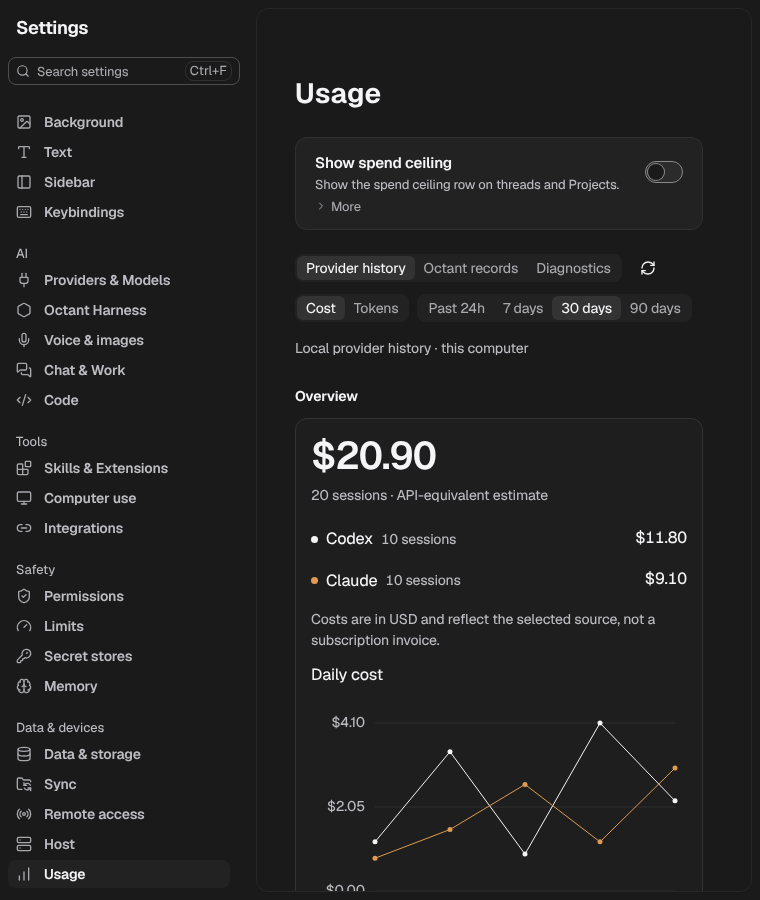 Settings
Search settings Ctrl+F
Background
Text
Sidebar
Keybindings
AI
Providers & Models
Octant Harness
Voice & images
Chat & Work
Code
Tools
Skills & Extensions
Computer use
Integrations
Safety
Permissions
Limits
Secret stores
Memory
Data & devices
Data & storage
Sync
Remote access
Host
Usage
Usage
Show spend ceiling
Show the spend ceiling row on threads and Projects.
More
Provider history Octant records Diagnostics
Cost Tokens Past 24h 7 days 30 days 90 days
Local provider history · this computer
Overview
$20.90
20 sessions · API-equivalent estimate
Codex 10 sessions $11.80
Claude 10 sessions $9.10
Costs are in USD and reflect the selected source, not a
subscription invoice.
Daily cost
$4.10
$2.05
$0.00